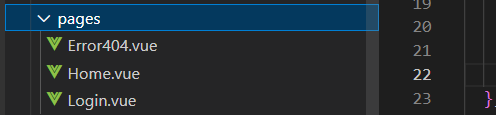 pages
Error404.vue
Home.vue
Login.vue
19
20
21
22
23 }